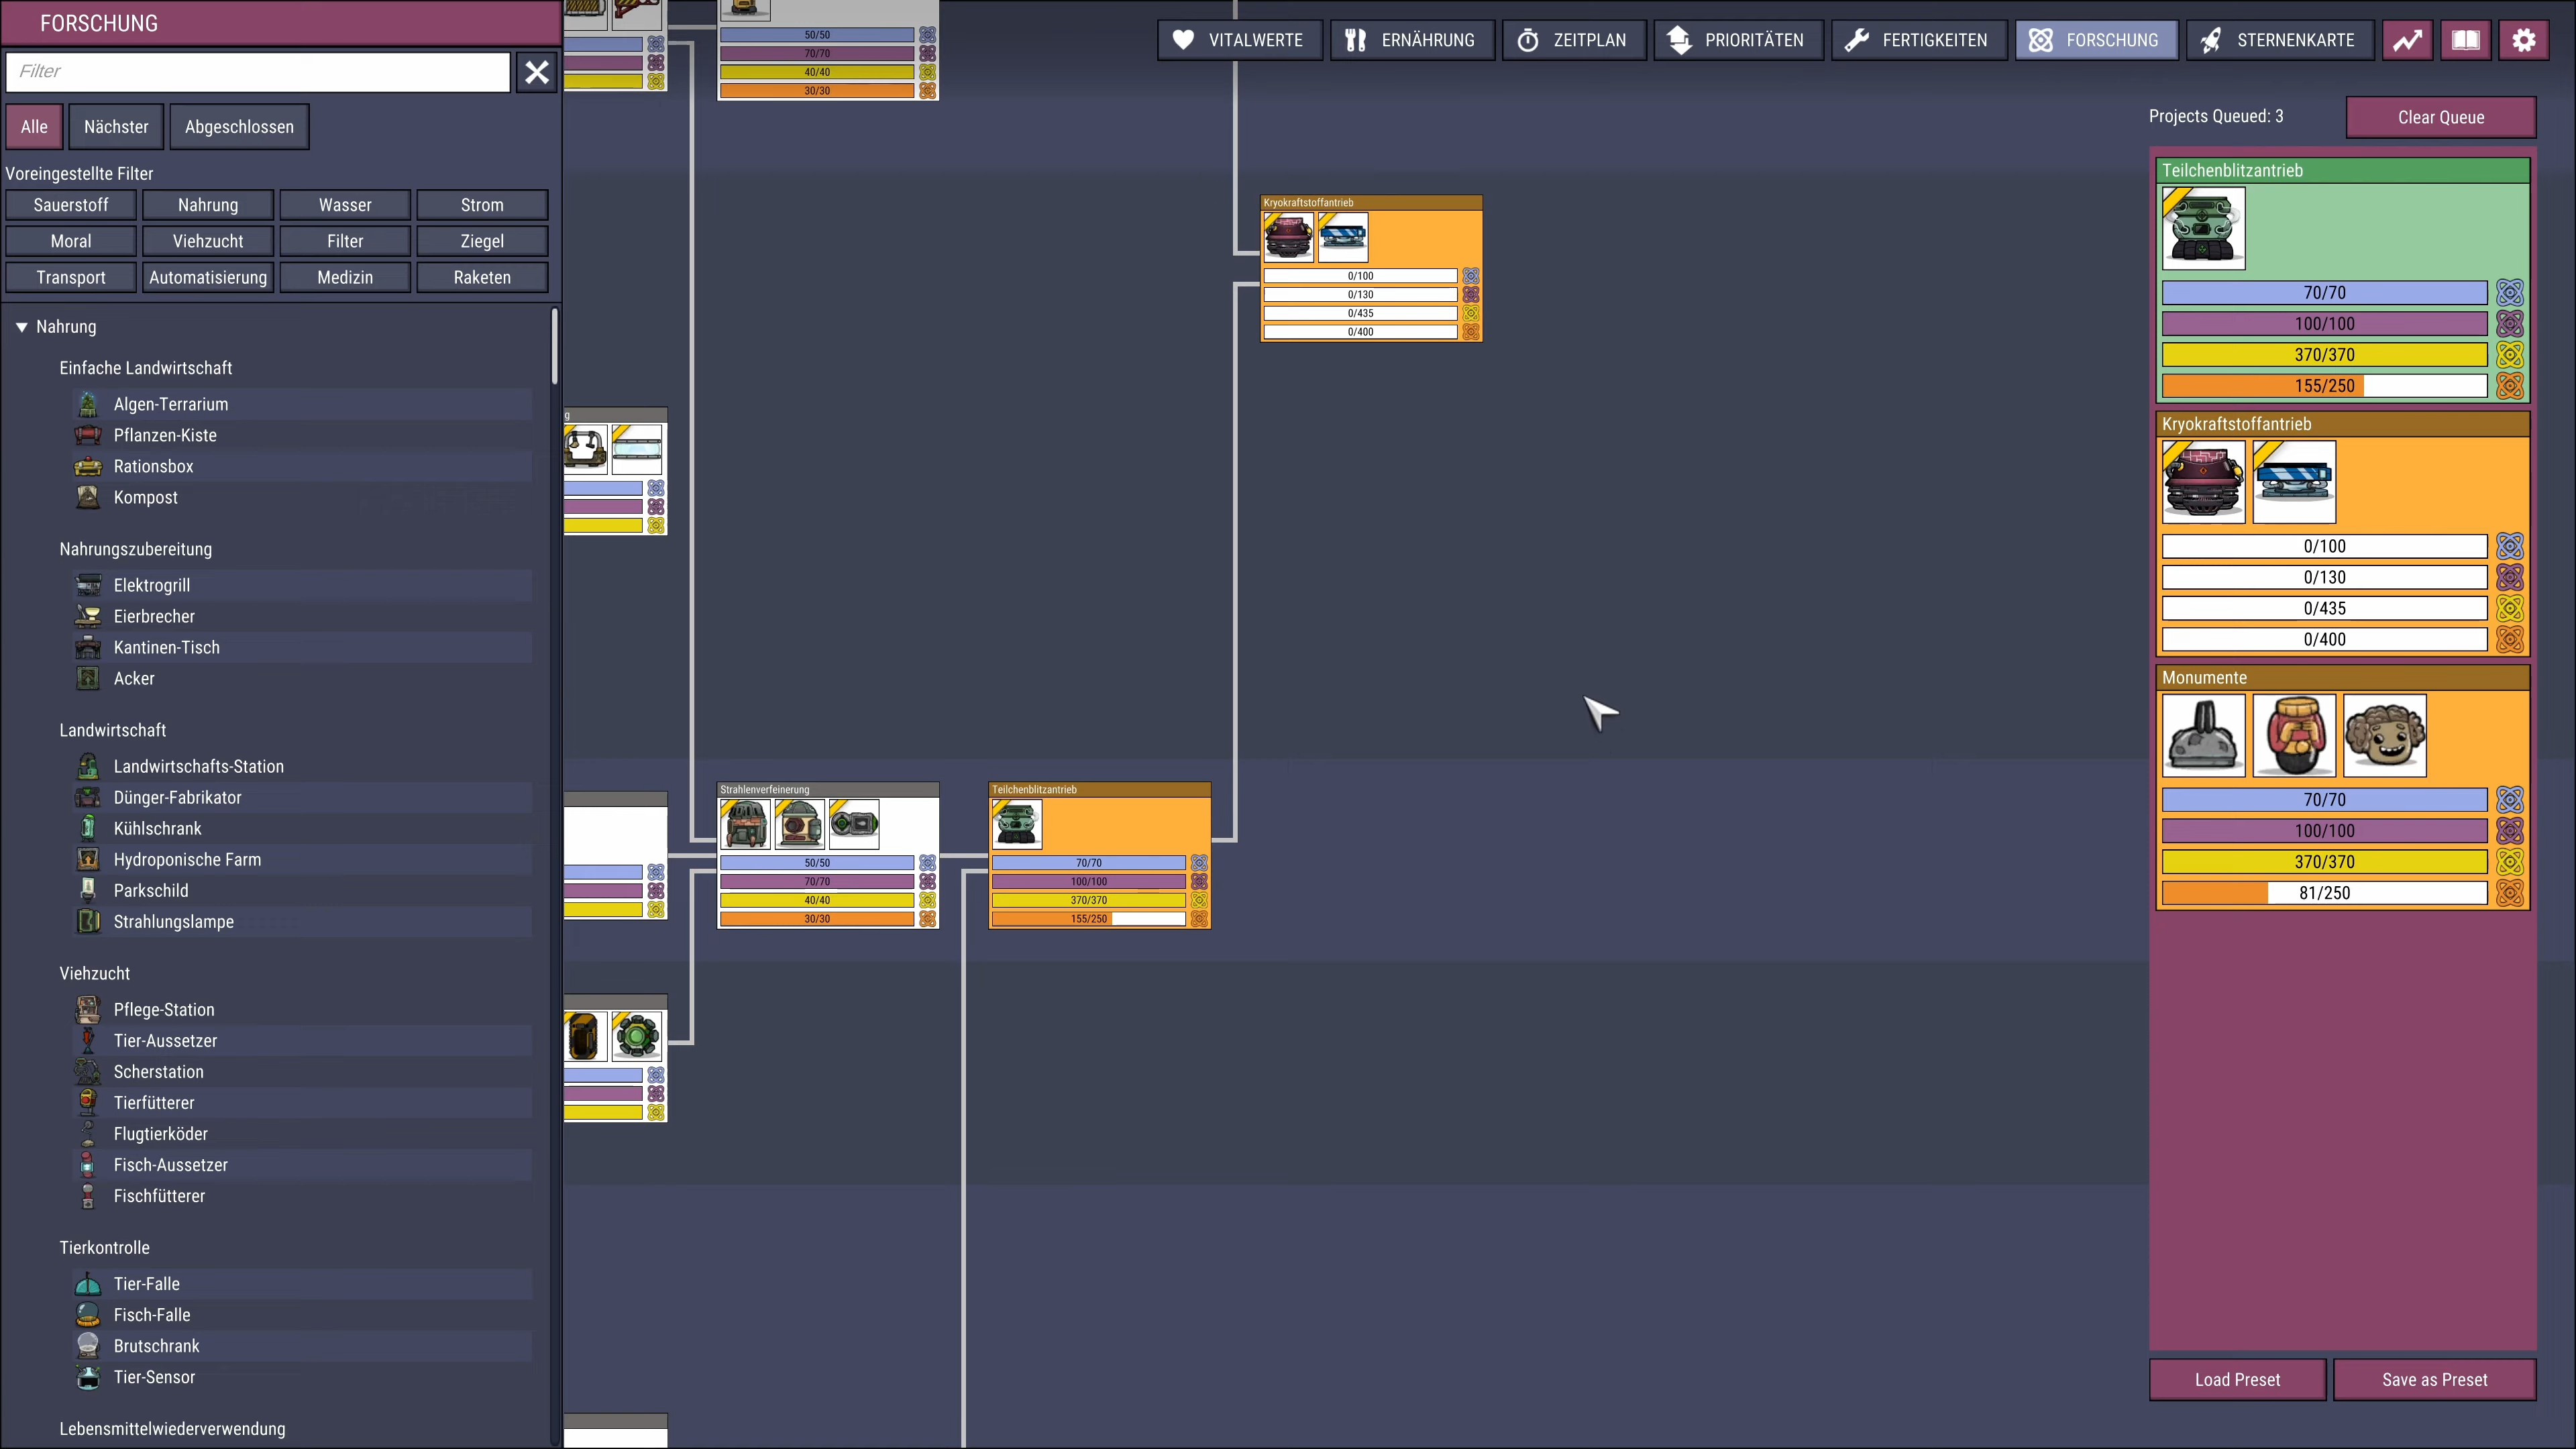 FORSCHUNG
Filter
Alle
Nächster
Abgeschlossen
Voreingestellte Filter
Sauerstoff
Nahrung
Wasser
Strom
Moral
Viehzucht
Filter
Ziegel
Transport
Automatisierung
Medizin
Raketen
Nahrung
Einfache Landwirtschaft
Algen-Terrarium
Pflanzen-Kiste
Rationsbox
Kompost
Nahrungszubereitung
Elektrogrill
Eierbrecher
Kantinen-Tisch
Acker
Landwirtschaft
Landwirtschafts-Station
Dünger-Fabrikator
Kühlschrank
Hydroponische Farm
Parkschild
Strahlungslampe
Viehzucht
Pflege-Station
Tier-Aussetzer
Scherstation
Tierfütterer
Flugtierköder
Fisch-Aussetzer
Fischfütterer
Tierkontrolle
Tier-Falle
Fisch-Falle
Brutschrank
Tier-Sensor
Lebensmittelwiederverwendung
50/50
70/70
40/40
30/30
g
Strahlenverfeinerung
50/50
70/70
40/40
30/30
Teilchenblitzantrieb
70/70
100/100
370/370
155/250
Kryokraftstoffantrieb
0/100
0/130
0/435
0/400
VITALWERTE
ERNÄHRUNG
ZEITPLAN
PRIORITÄTEN
FERTIGKEITEN
FORSCHUNG
STERNENKARTE
Projects Queued: 3
Clear Queue
Teilchenblitzantrieb
70/70
100/100
370/370
155/250
Kryokraftstoffantrieb
0/100
0/130
0/435
0/400
Monumente
70/70
100/100
370/370
81/250
Load Preset
Save as Preset